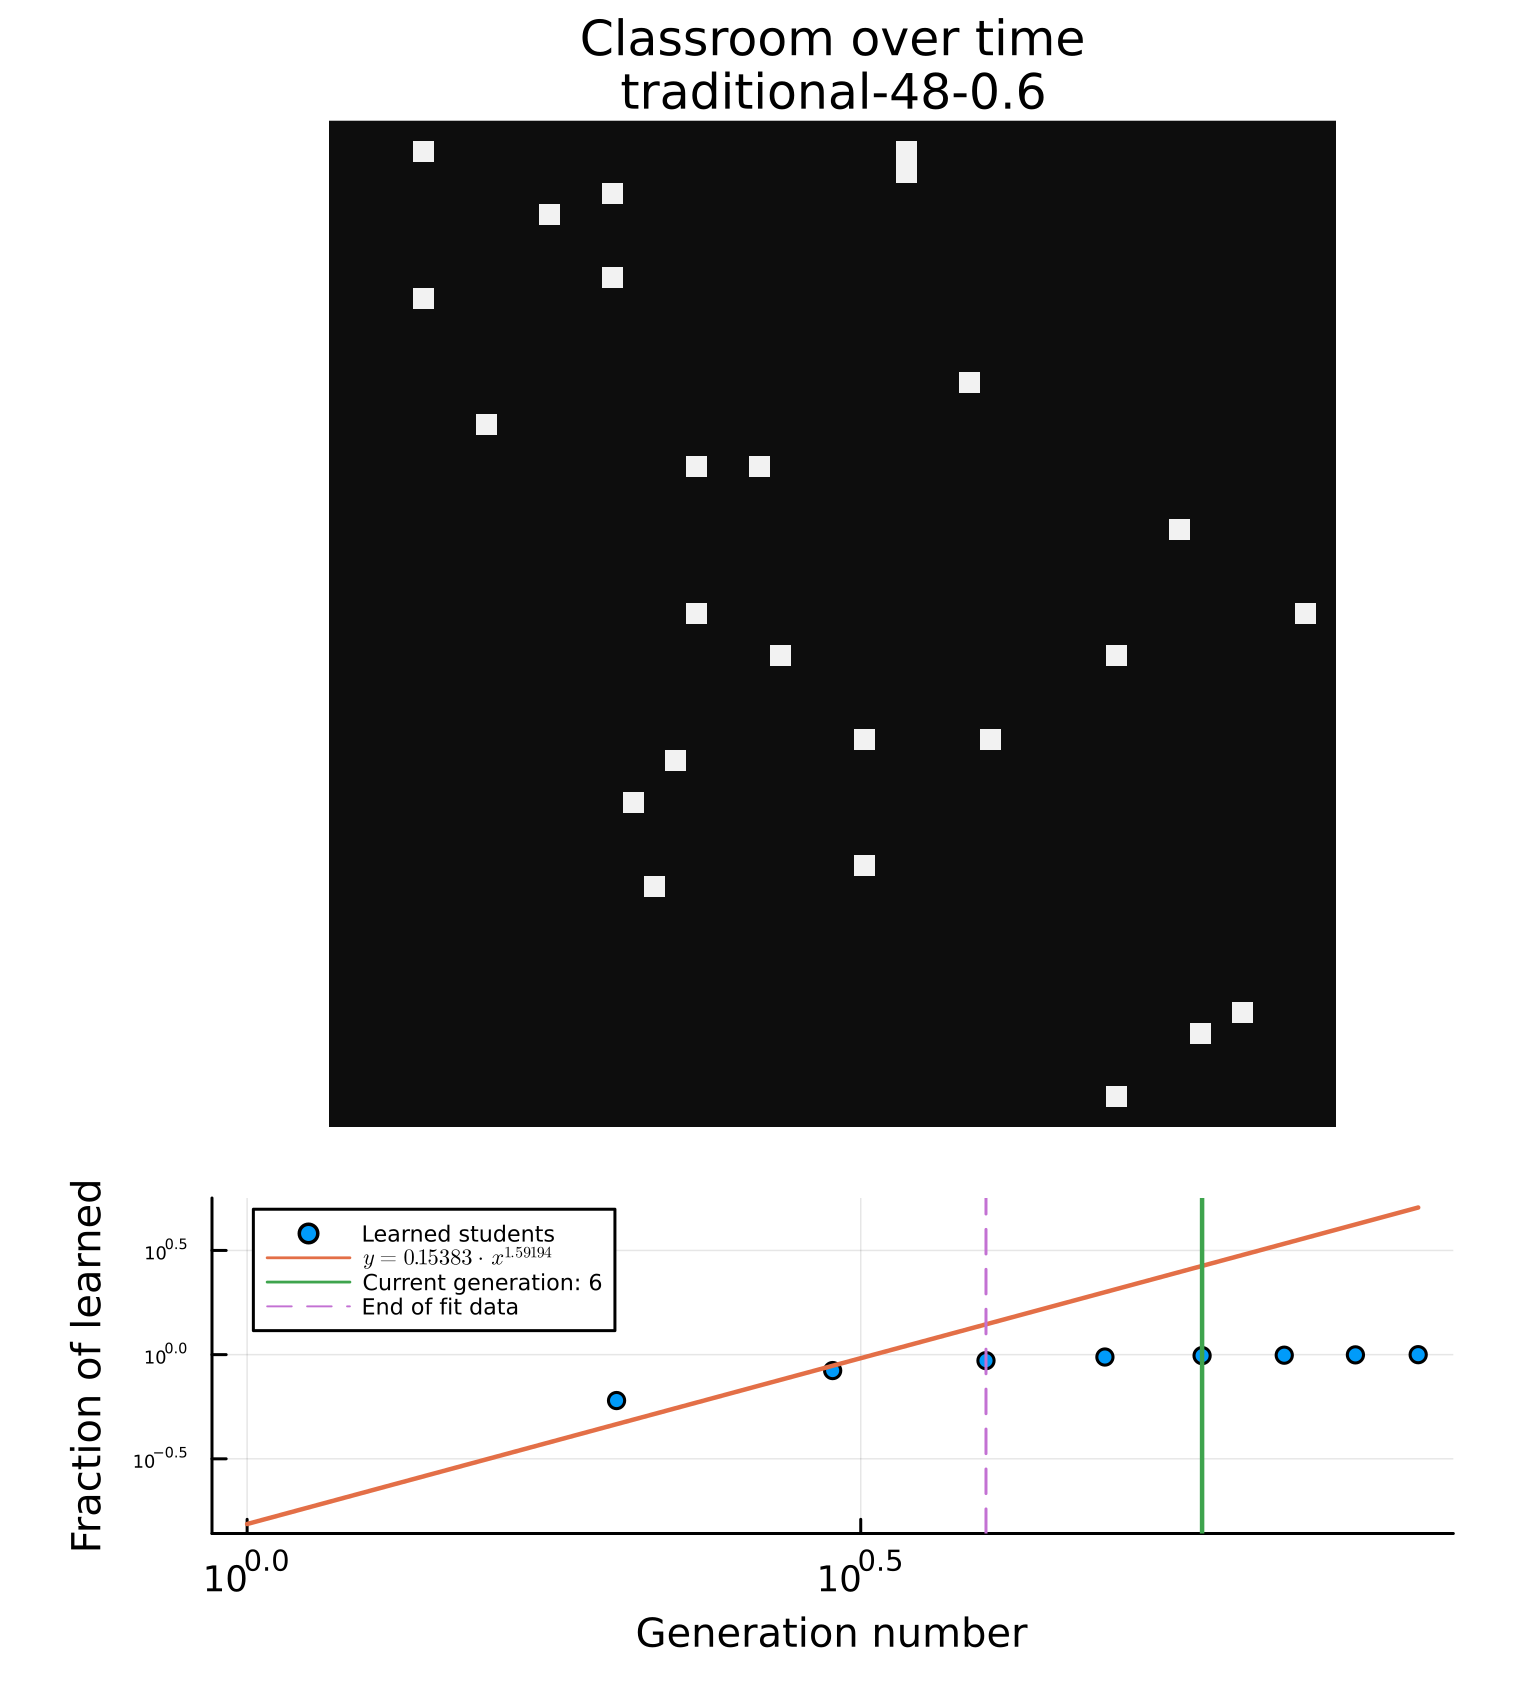 Classroom over time
traditional-48-0.6
Fraction of learned
10^0.5
10^0.0
10^−0.5
Learned students
y = 0.15383 · x^1.59194
Current generation: 6
End of fit data
10^0.0
10^0.5
Generation number